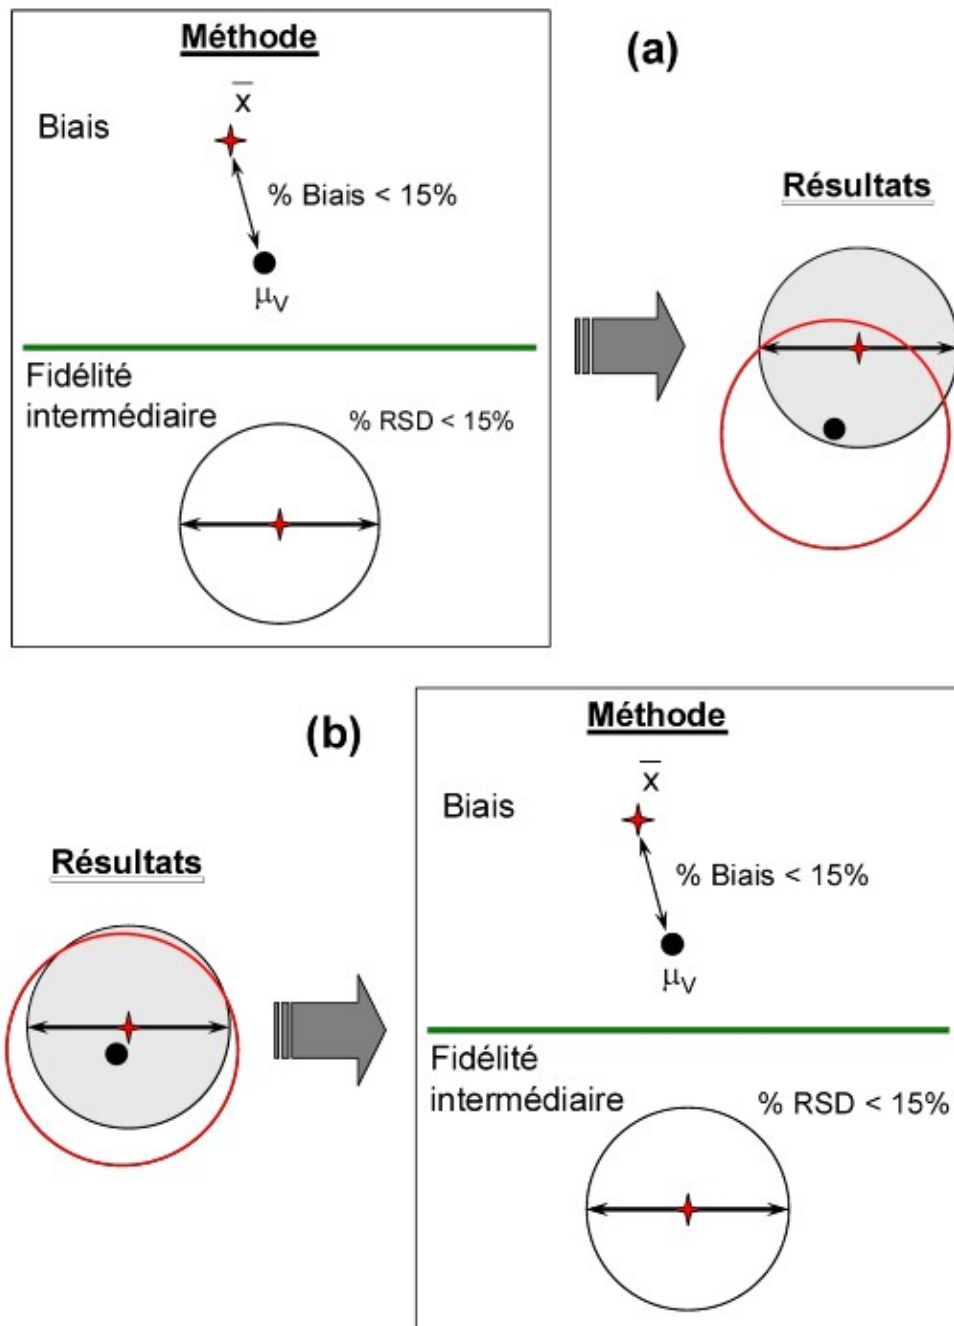 Méthode
(a)
x̄
Biais
% Biais < 15%
μV
Résultats
Fidélité
intermédiaire
% RSD < 15%
(b)
Méthode
x̄
Biais
% Biais < 15%
μV
Résultats
Fidélité
intermédiaire
% RSD < 15%